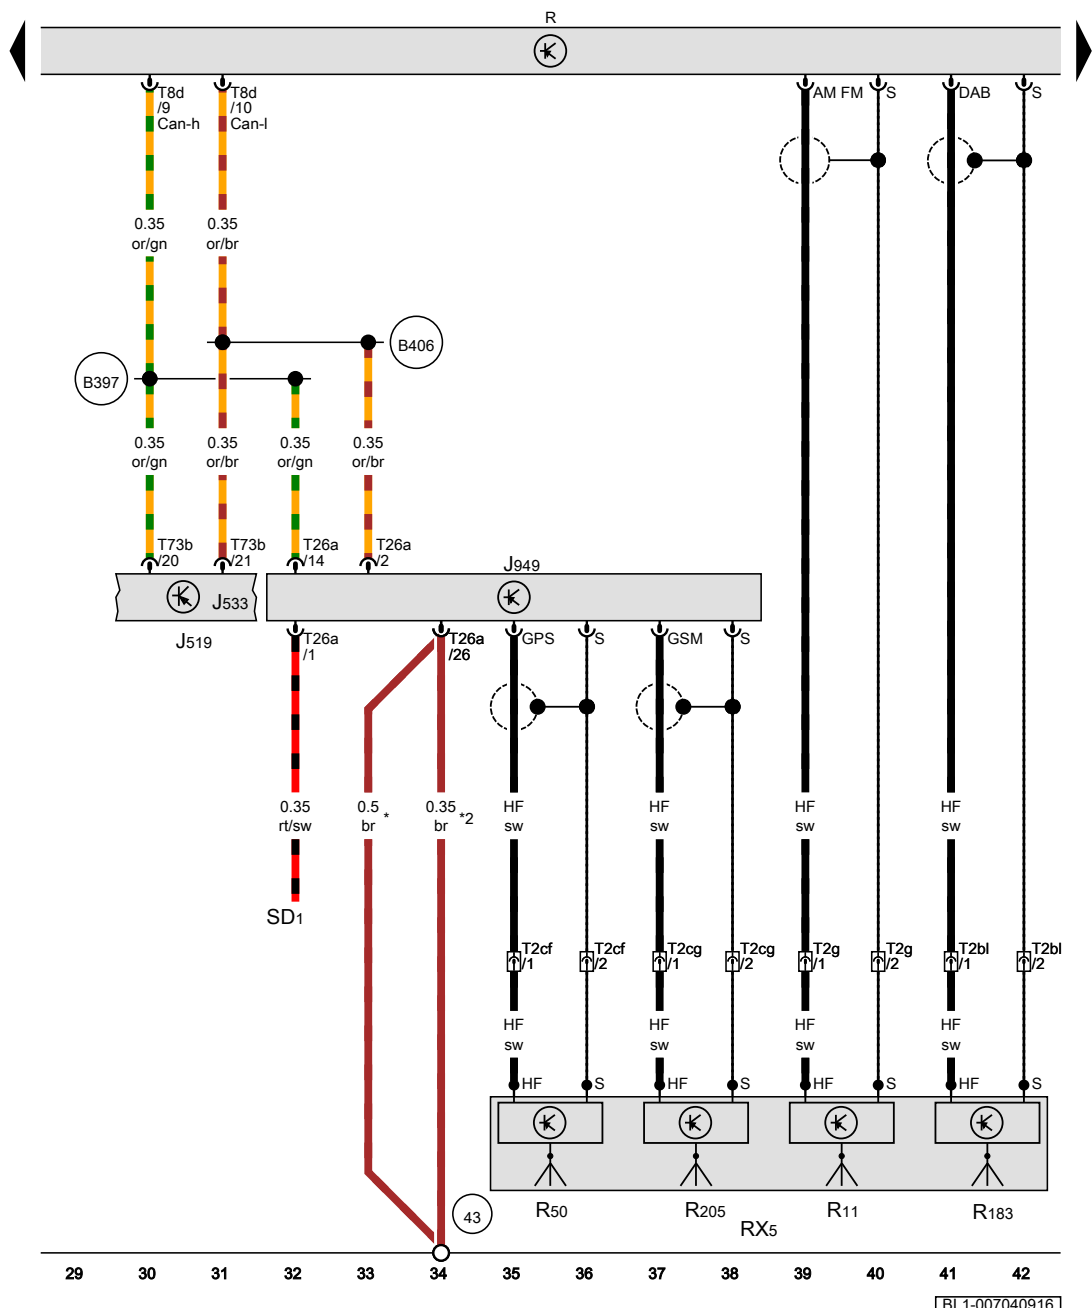 R
T8d
/9
Can-h
T8d
/10
Can-l
AM FM
S
DAB
S
0.35
or/gn
0.35
or/br
B406
B397
0.35
or/gn
0.35
or/br
0.35
or/gn
0.35
or/br
T73b
/20
T73b
/21
T26a
/14
T26a
/2
J949
J533
J519
T26a
/1
T26a
/26
GPS
S
GSM
S
0.35
rt/sw
0.5
br *
0.35
br *2
HF
sw
HF
sw
HF
sw
HF
sw
SD1
T2cf
/1
T2cf
/2
T2cg
/1
T2cg
/2
T2g
/1
T2g
/2
T2bl
/1
T2bl
/2
HF
sw
HF
sw
HF
sw
HF
sw
HF
S
HF
S
HF
S
HF
S
R50
R205
R11
R183
RX5
43
29 30 31 32 33 34 35 36 37 38 39 40 41 42
BL1-007040916